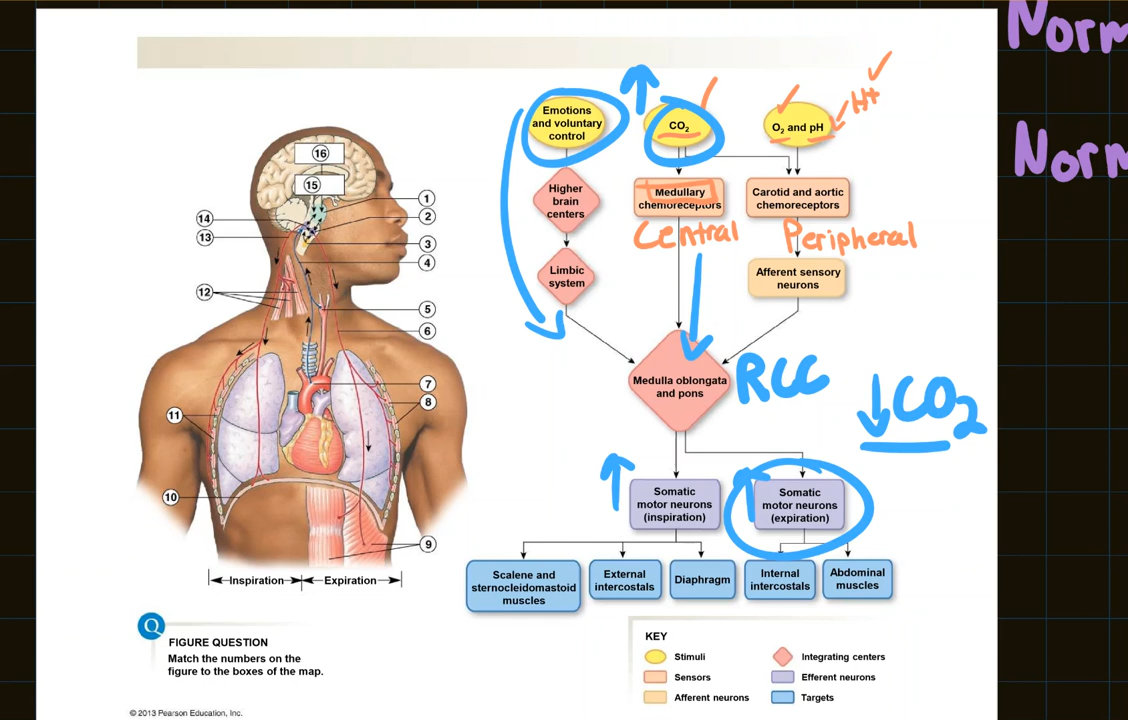 Norm
Norm
Emotions
and voluntary
control
CO₂
O₂ and pH
H+
Higher
brain
centers
Medullary
chemoreceptors
Carotid and aortic
chemoreceptors
Central
Peripheral
Limbic
system
Afferent sensory
neurons
Medulla oblongata
and pons
RCC
↓CO₂
Somatic
motor neurons
(inspiration)
Somatic
motor neurons
(expiration)
Scalene and
sternocleidomastoid
muscles
External
intercostals
Diaphragm
Internal
intercostals
Abdominal
muscles
16
15
14
13
12
11
10
1
2
3
4
5
6
7
8
9
Inspiration
Expiration
Q
FIGURE QUESTION
Match the numbers on the
figure to the boxes of the map.
KEY
Stimuli
Sensors
Afferent neurons
Integrating centers
Efferent neurons
Targets
© 2013 Pearson Education, Inc.